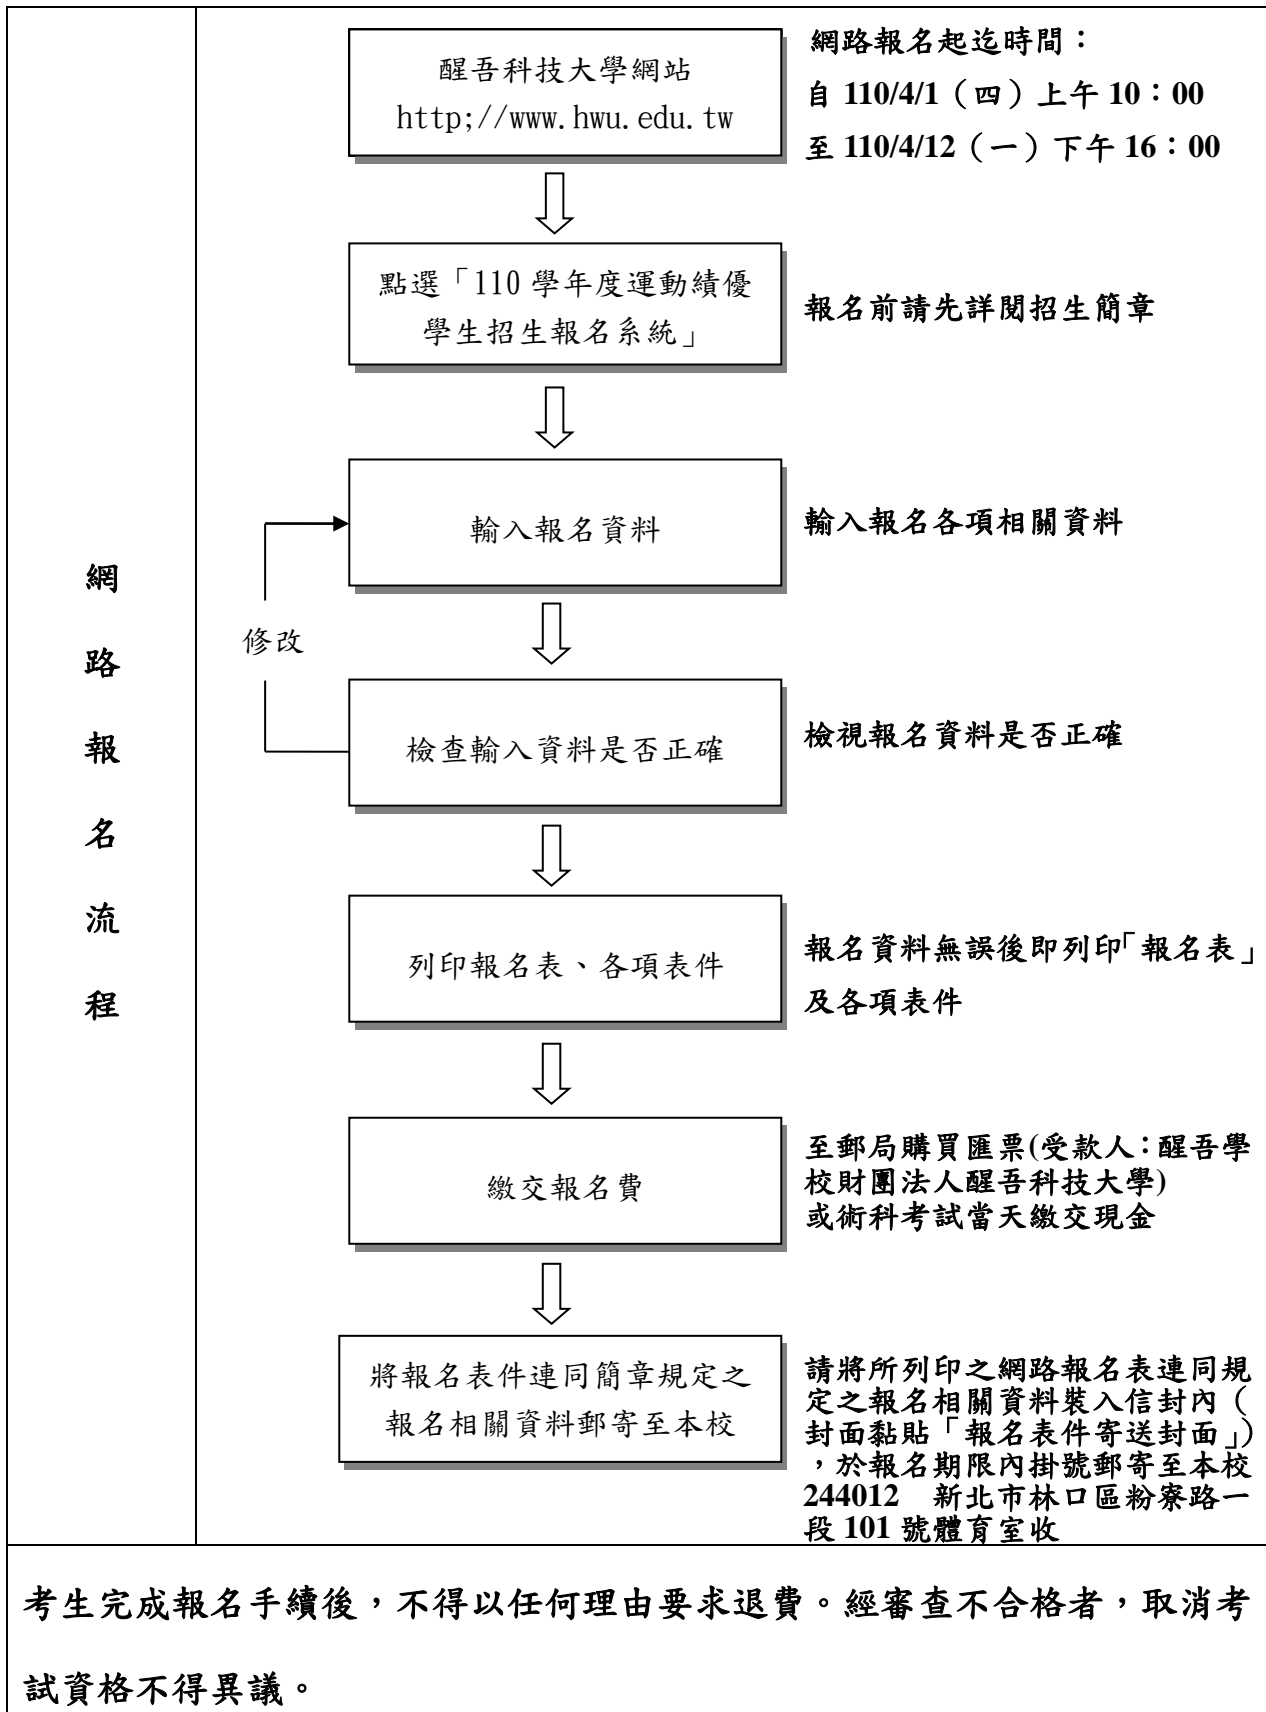 網路報名流程
醒吾科技大學網站
http;//www.hwu.edu.tw
網路報名起迄時間：
自 110/4/1（四）上午 10：00
至 110/4/12（一）下午 16：00
點選「110 學年度運動績優
學生招生報名系統」
報名前請先詳閱招生簡章
輸入報名資料
輸入報名各項相關資料
修改
檢查輸入資料是否正確
檢視報名資料是否正確
列印報名表、各項表件
報名資料無誤後即列印「報名表」
及各項表件
繳交報名費
至郵局購買匯票(受款人：醒吾學
校財團法人醒吾科技大學)
或術科考試當天繳交現金
將報名表件連同簡章規定之
報名相關資料郵寄至本校
請將所列印之網路報名表連同規
定之報名相關資料裝入信封內（
封面黏貼「報名表件寄送封面」）
，於報名期限內掛號郵寄至本校
244012　新北市林口區粉寮路一
段 101 號體育室收
考生完成報名手續後，不得以任何理由要求退費。經審查不合格者，取消考
試資格不得異議。